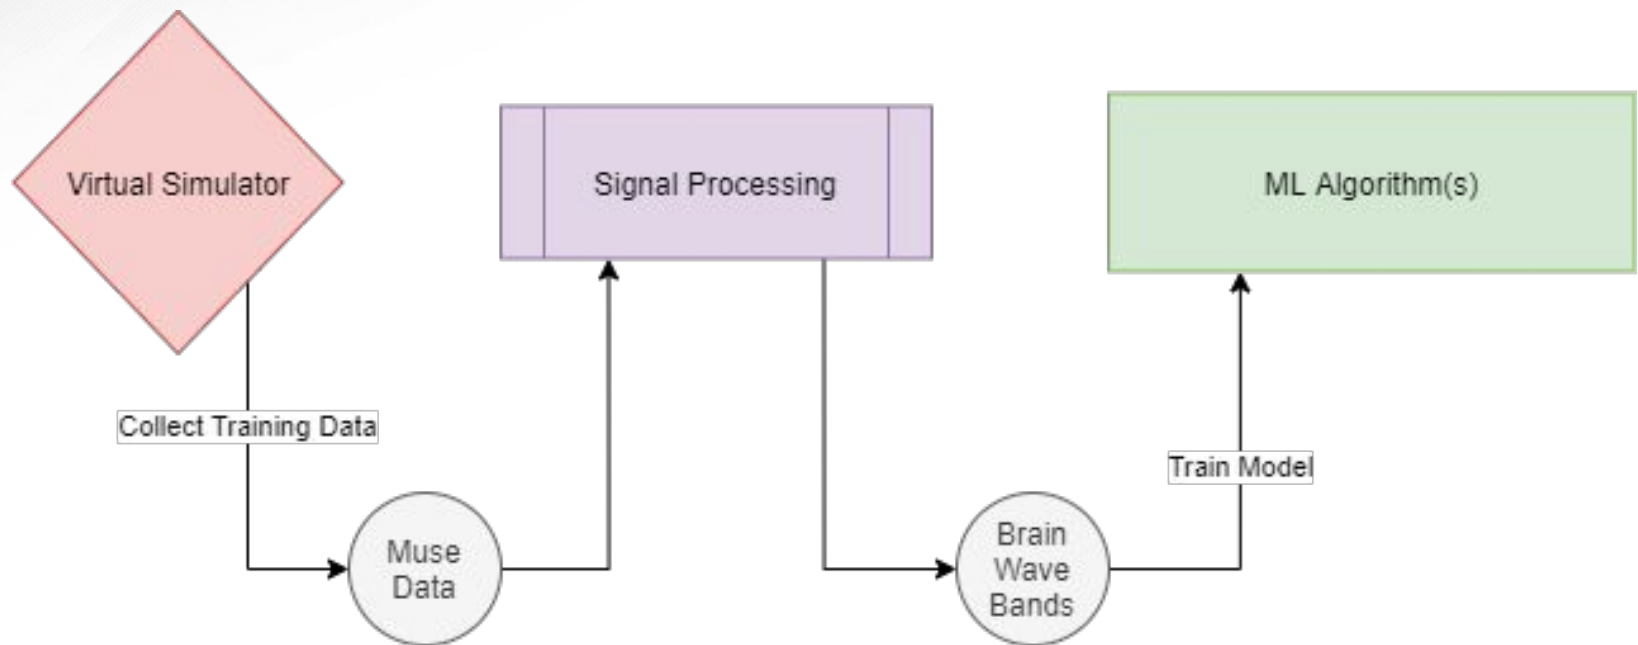 Virtual Simulator
Signal Processing
ML Algorithm(s)
Collect Training Data
Train Model
Muse
Data
Brain
Wave
Bands